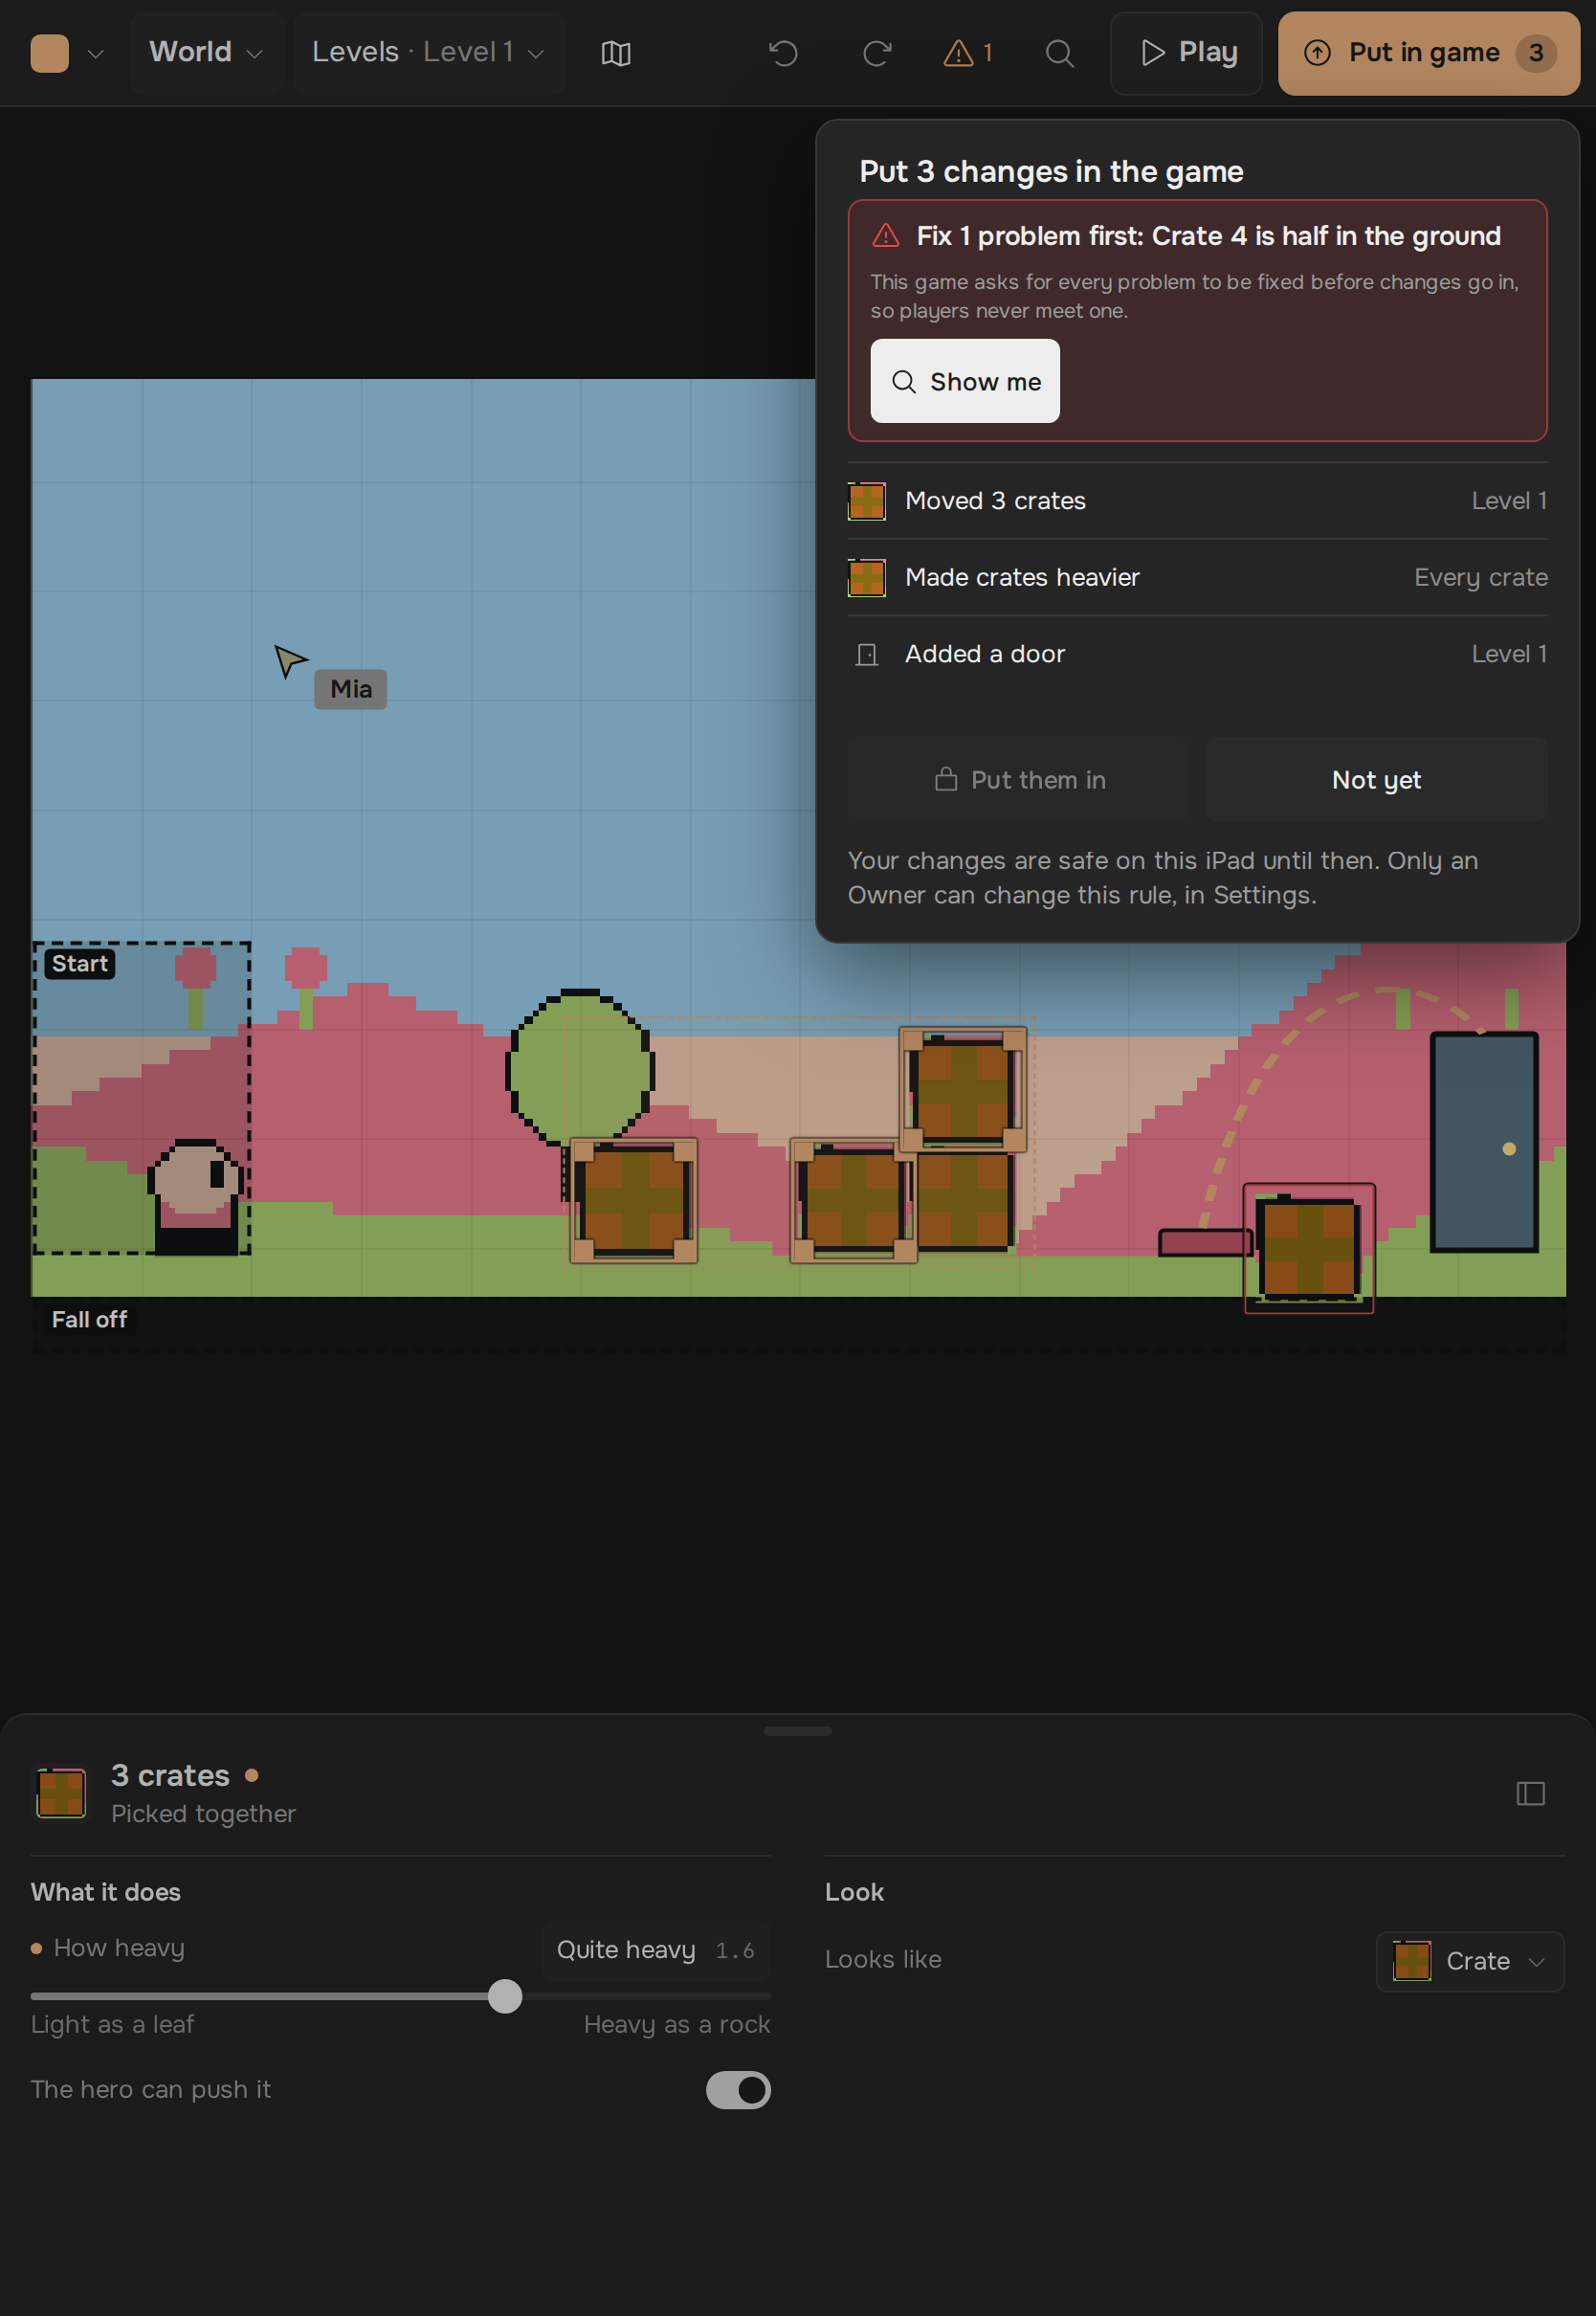 World
Levels · Level 1
1
Play
Put in game 3
Put 3 changes in the game
Fix 1 problem first: Crate 4 is half in the ground
This game asks for every problem to be fixed before changes go in,
so players never meet one.
Show me
Moved 3 crates Level 1
Made crates heavier Every crate
Added a door Level 1
Put them in
Not yet
Your changes are safe on this iPad until then. Only an
Owner can change this rule, in Settings.
Mia
Start
Fall off
3 crates
Picked together
What it does
How heavy
Quite heavy 1.6
Light as a leaf
Heavy as a rock
The hero can push it
Look
Looks like
Crate